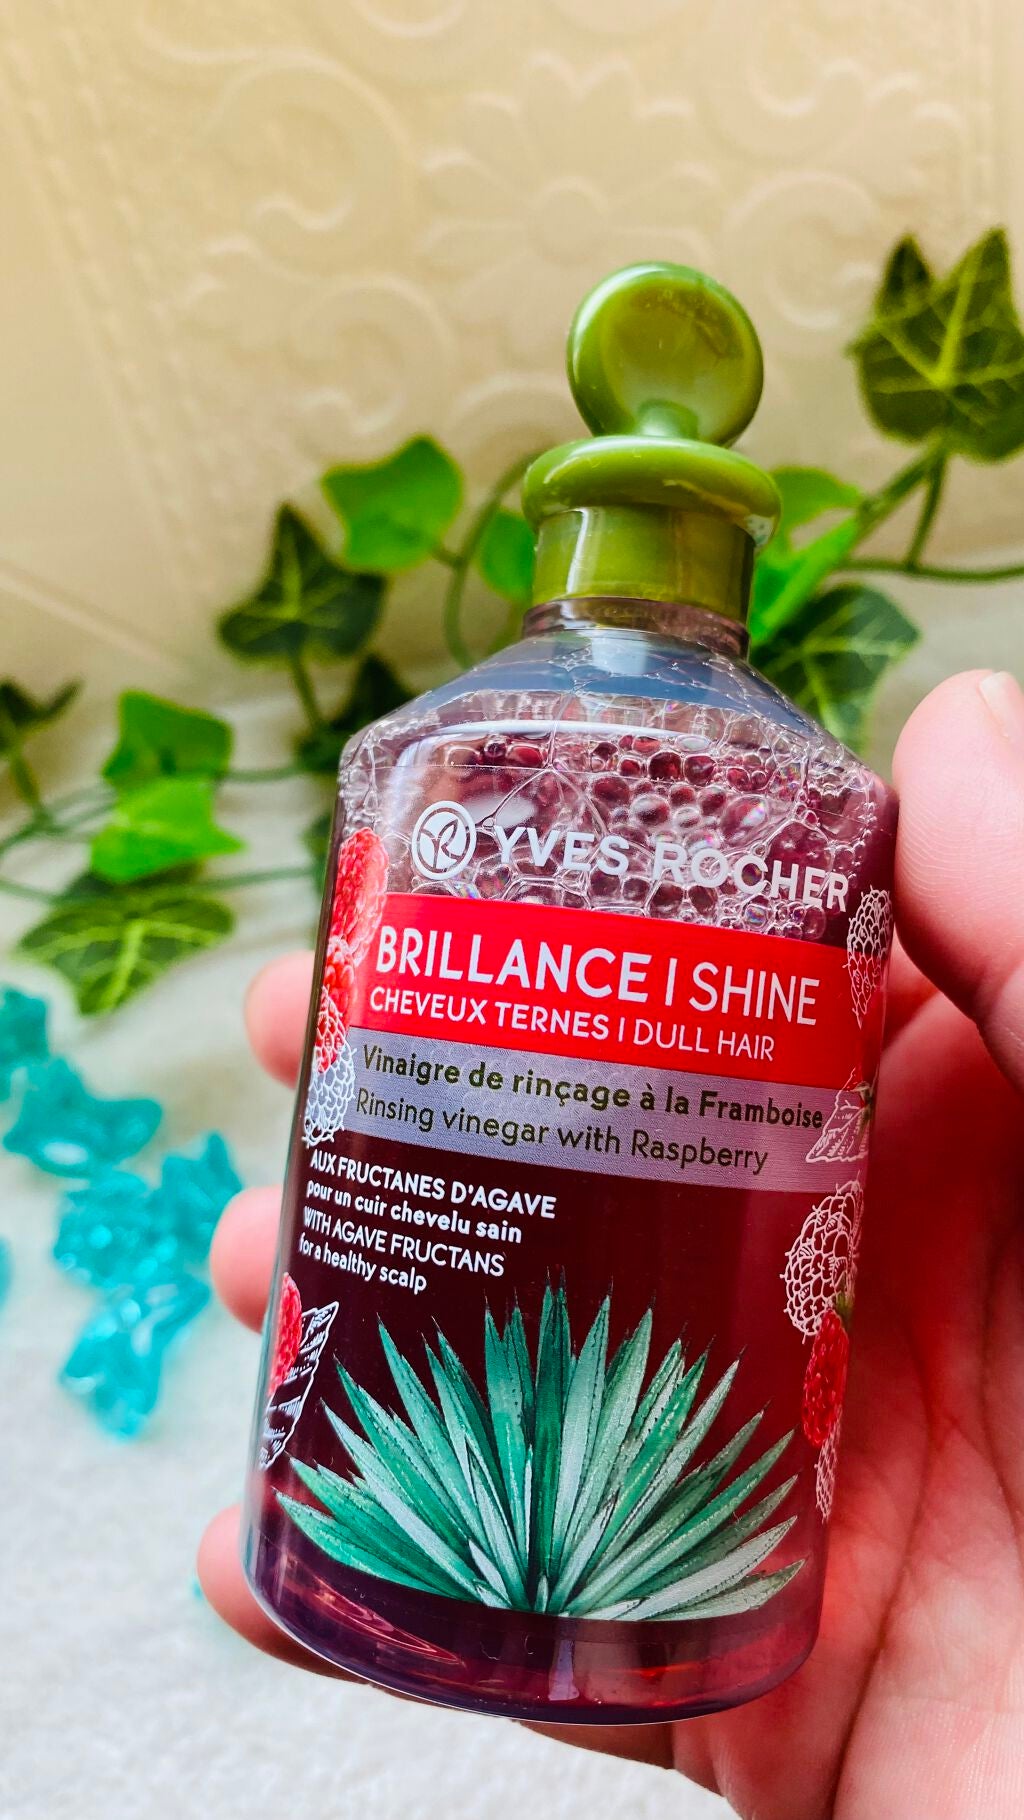 YVES ROCHER
BRILLANCE | SHINE
CHEVEUX TERNES | DULL HAIR
Vinaigre de rinçage à la Framboise
Rinsing vinegar with Raspberry
AUX FRUCTANES D'AGAVE
pour un cuir chevelu sain
WITH AGAVE FRUCTANS
for a healthy scalp